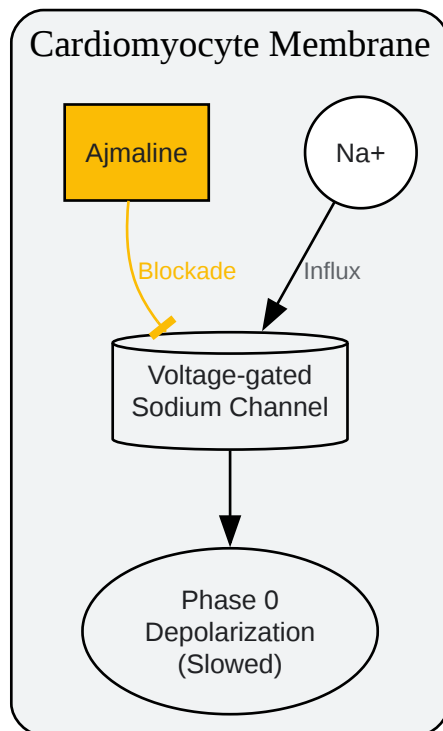 Cardiomyocyte Membrane
Ajmaline
Na+
Blockade
Influx
Voltage-gated
Sodium Channel
Phase 0
Depolarization
(Slowed)